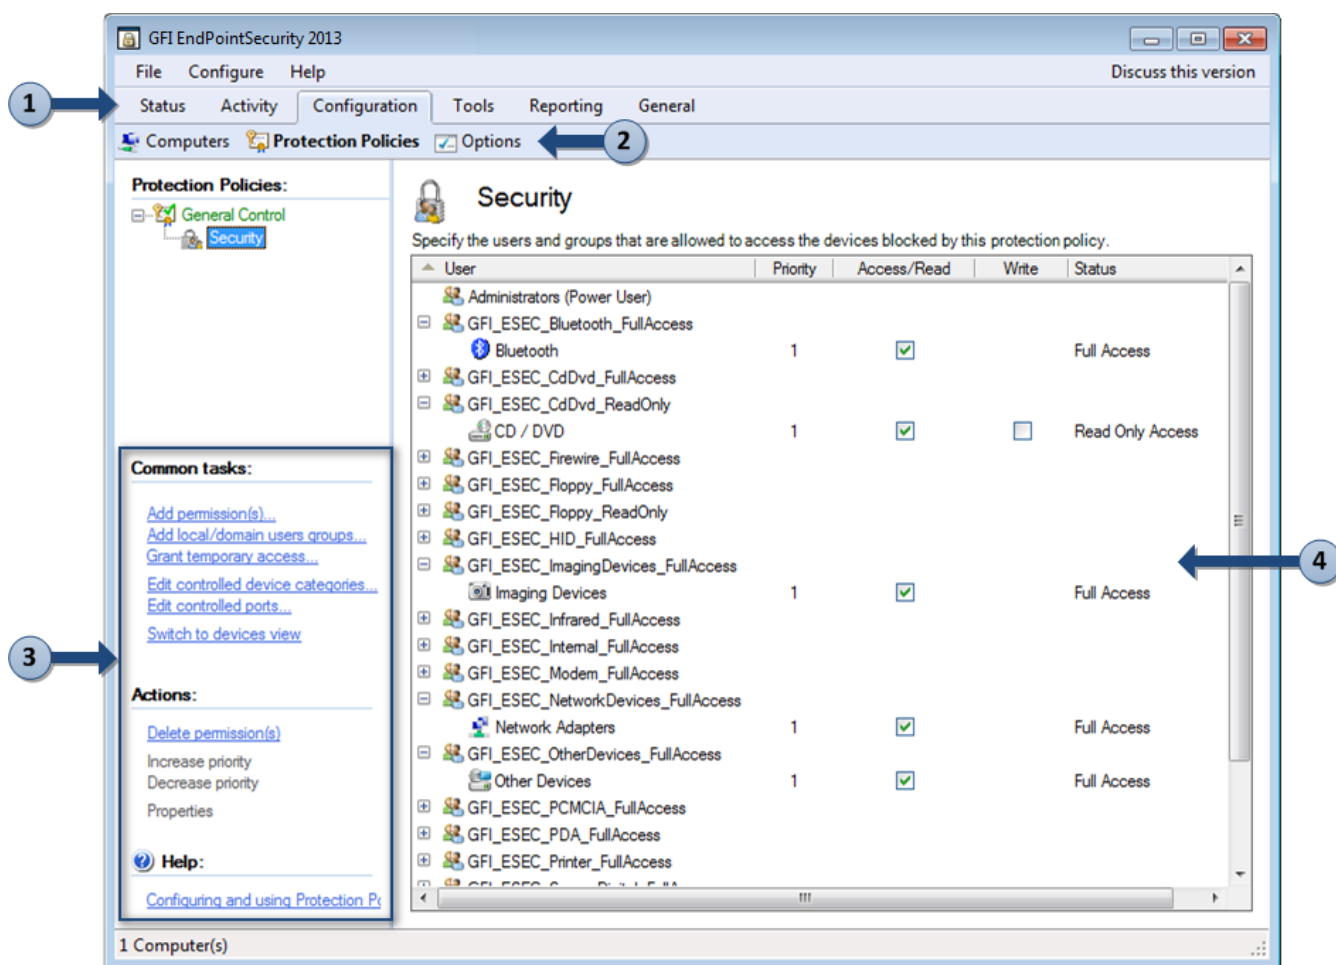 GFI EndPointSecurity 2013
File Configure Help Discuss this version
1
Status Activity Configuration Tools Reporting General
Computers Protection Policies Options
2
Protection Policies:
General Control
Security
Common tasks:
Add permission(s)...
Add local/domain users groups...
Grant temporary access...
Edit controlled device categories...
Edit controlled ports...
Switch to devices view
3
Actions:
Delete permission(s)
Increase priority
Decrease priority
Properties
Help:
Configuring and using Protection
Security
Specify the users and groups that are allowed to access the devices blocked by this protection policy.
User Priority Access/Read Write Status
Administrators (Power User)
GFI_ESEC_Bluetooth_FullAccess
Bluetooth 1 Full Access
GFI_ESEC_CdDvd_FullAccess
GFI_ESEC_CdDvd_ReadOnly
CD / DVD 1 Read Only Access
GFI_ESEC_Firewire_FullAccess
GFI_ESEC_Floppy_FullAccess
GFI_ESEC_Floppy_ReadOnly
GFI_ESEC_HID_FullAccess
GFI_ESEC_ImagingDevices_FullAccess
4
Imaging Devices 1 Full Access
GFI_ESEC_Infrared_FullAccess
GFI_ESEC_Internal_FullAccess
GFI_ESEC_Modem_FullAccess
GFI_ESEC_NetworkDevices_FullAccess
Network Adapters 1 Full Access
GFI_ESEC_OtherDevices_FullAccess
Other Devices 1 Full Access
GFI_ESEC_PCMCIA_FullAccess
GFI_ESEC_PDA_FullAccess
GFI_ESEC_Printer_FullAccess
1 Computer(s)